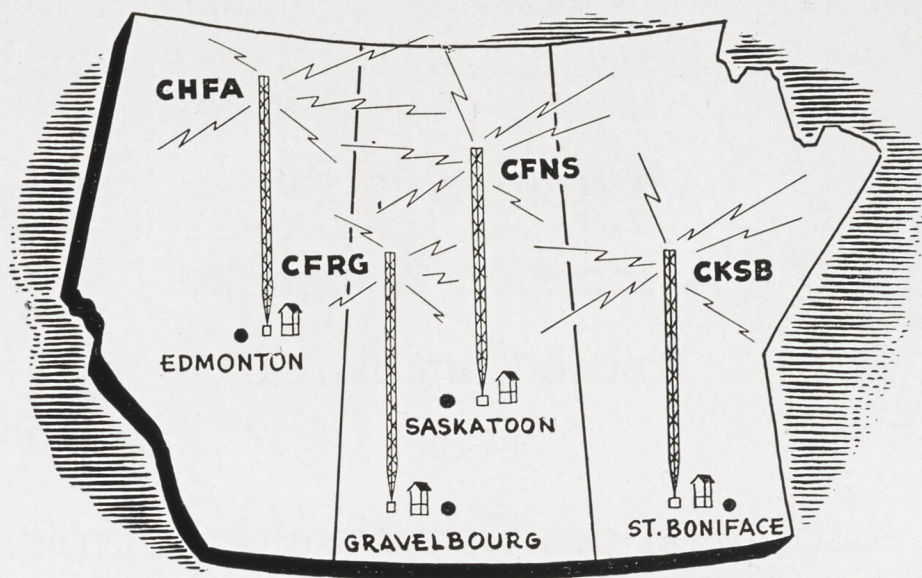 CHFA
CFNS
CFRG
CKSB
EDMONTON
SASKATOON
GRAVELBOURG
ST. BONIFACE